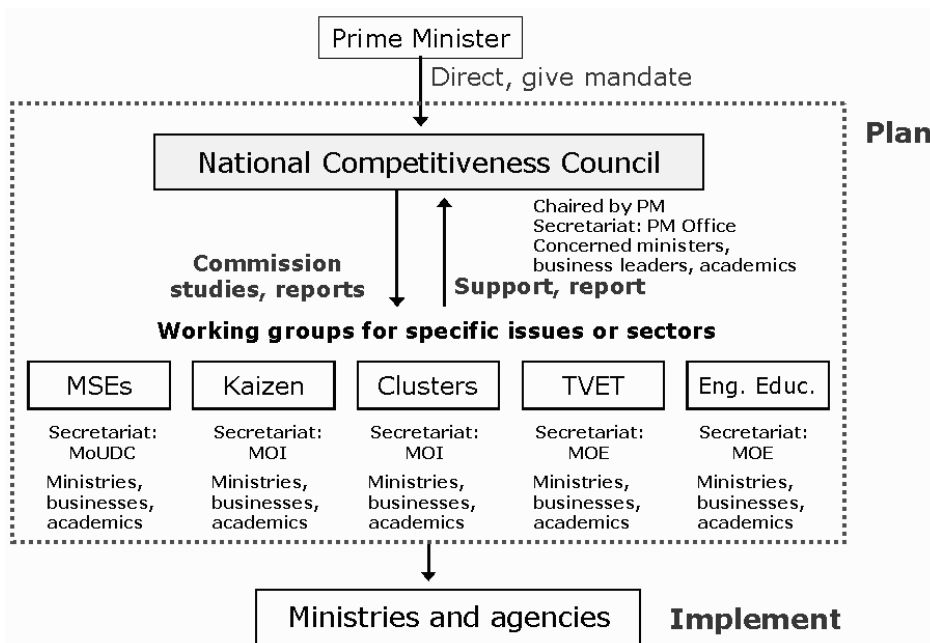 Prime Minister
Direct, give mandate
Plan
National Competitiveness Council
Chaired by PM
Secretariat: PM Office
Concerned ministers,
business leaders, academics
Commission
studies, reports
Support, report
Working groups for specific issues or sectors
MSEs
Kaizen
Clusters
TVET
Eng. Educ.
Secretariat:
MoUDC
Secretariat:
MOI
Secretariat:
MOI
Secretariat:
MOE
Secretariat:
MOE
Ministries,
businesses,
academics
Ministries,
businesses,
academics
Ministries,
businesses,
academics
Ministries,
businesses,
academics
Ministries,
businesses,
academics
Ministries and agencies
Implement